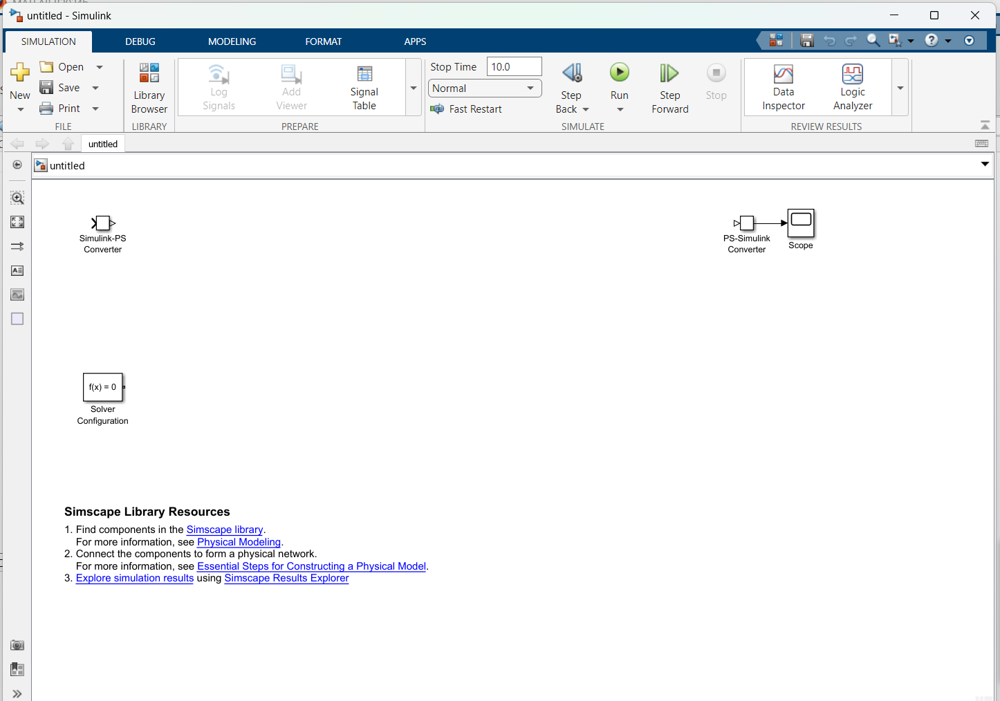 untitled - Simulink
SIMULATION DEBUG MODELING FORMAT APPS
New
Open
Save
Print
FILE
Library
Browser
LIBRARY
Log
Signals
Add
Viewer
Signal
Table
PREPARE
Stop Time 10.0
Normal
Fast Restart
Step
Back
Run
Step
Forward
Stop
SIMULATE
Data
Inspector
Logic
Analyzer
REVIEW RESULTS
untitled
untitled
Simulink-PS
Converter
PS-Simulink
Converter
Scope
f(x) = 0
Solver
Configuration
Simscape Library Resources
1. Find components in the Simscape library.
For more information, see Physical Modeling.
2. Connect the components to form a physical network.
For more information, see Essential Steps for Constructing a Physical Model.
3. Explore simulation results using Simscape Results Explorer